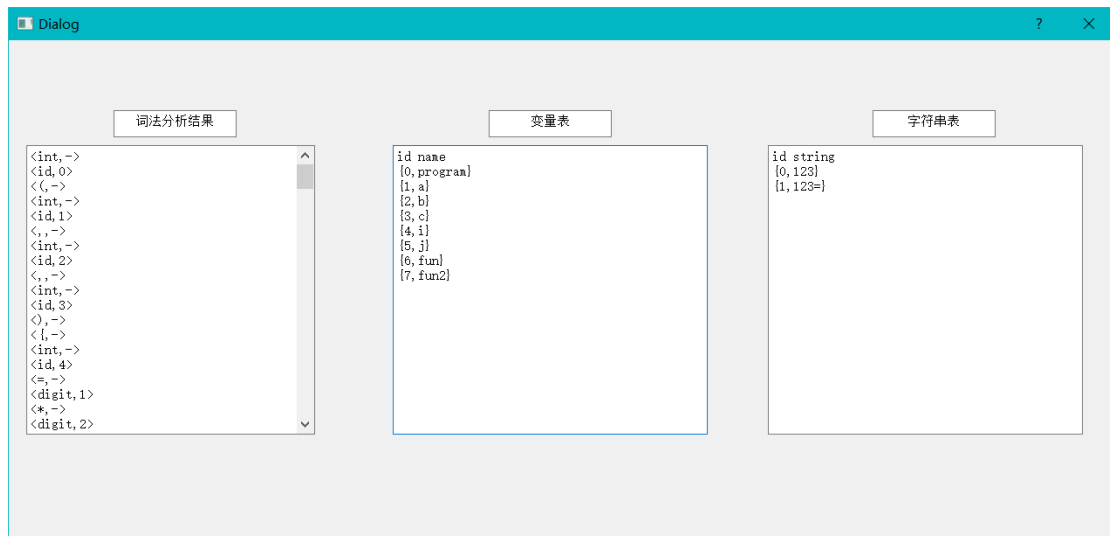 Dialog
?
词法分析结果
变量表
字符串表
<int,->
<id,0>
<(,->
<int,->
<id,1>
<,,->
<int,->
<id,2>
<,,->
<int,->
<id,3>
<),->
<{,->
<int,->
<id,4>
<=,->
<digit,1>
<*,->
<digit,2>
id name
{0,program}
{1,a}
{2,b}
{3,c}
{4,i}
{5,j}
{6,fun}
{7,fun2}
id string
{0,123}
{1,123=}